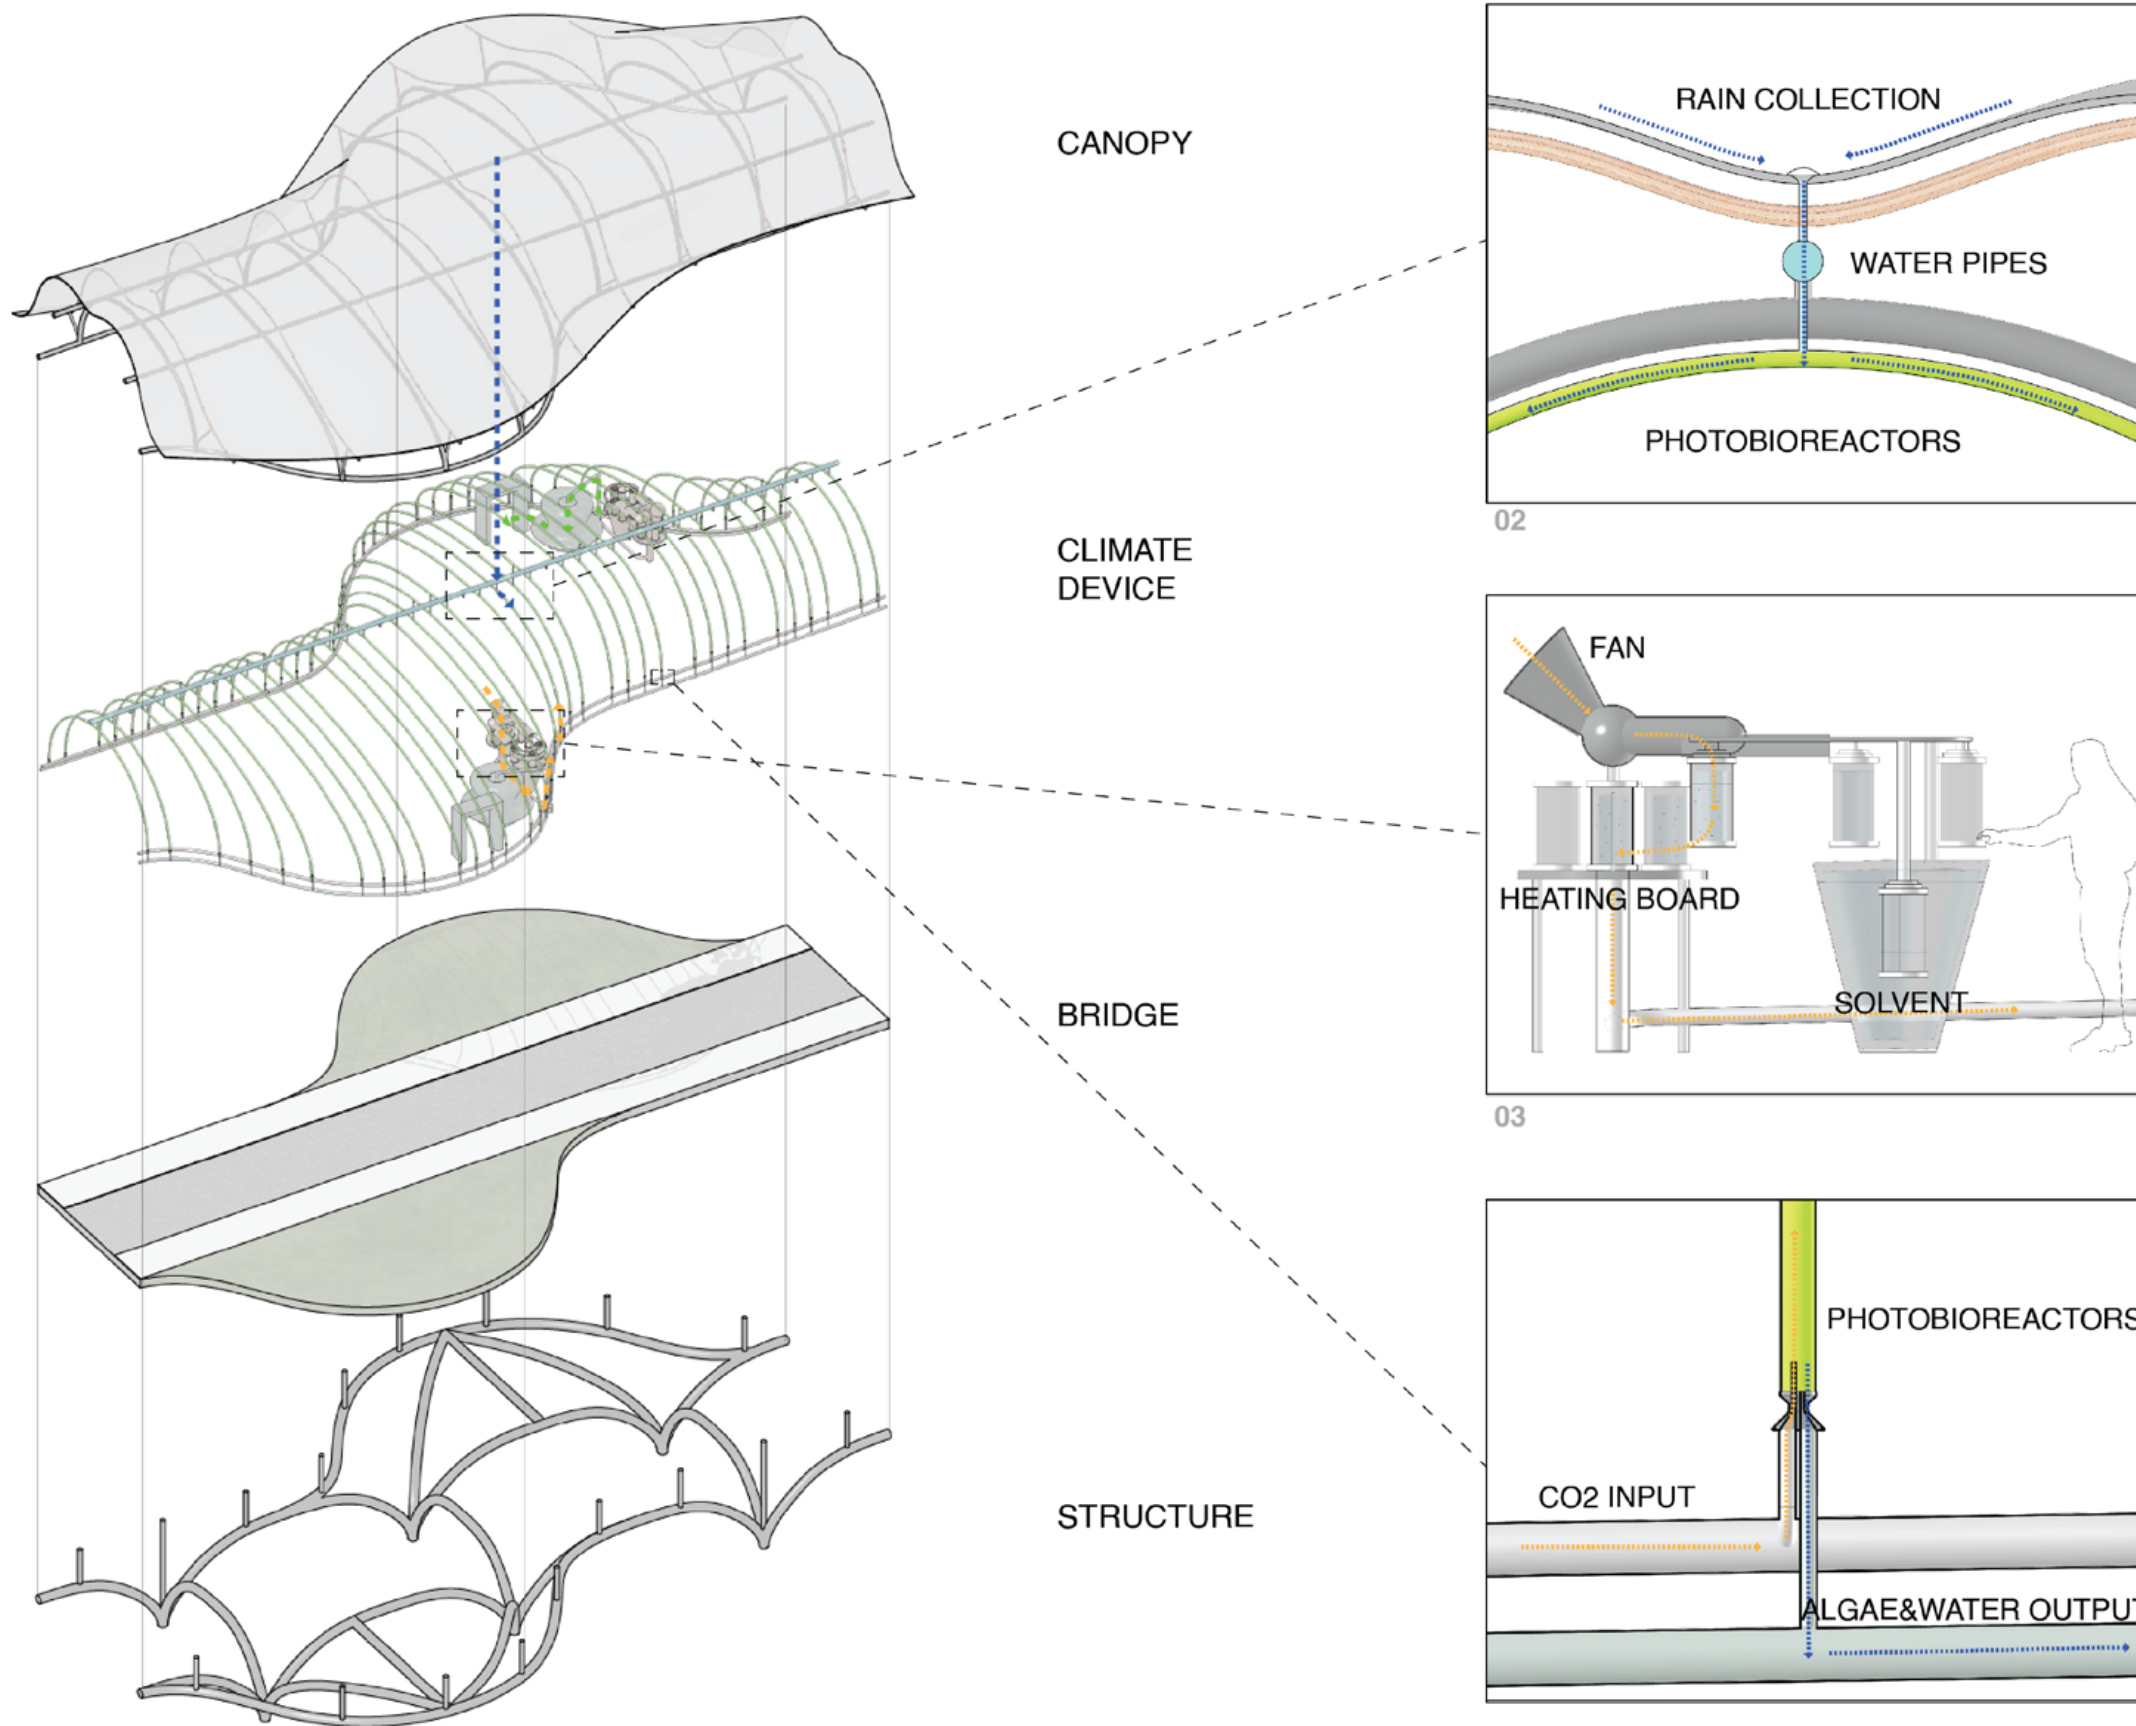 CANOPY
CLIMATE
DEVICE
BRIDGE
STRUCTURE
RAIN COLLECTION
WATER PIPES
PHOTOBIOREACTORS
02
FAN
HEATING BOARD
SOLVENT
03
PHOTOBIOREACTORS
CO2 INPUT
ALGAE&WATER OUTPUT